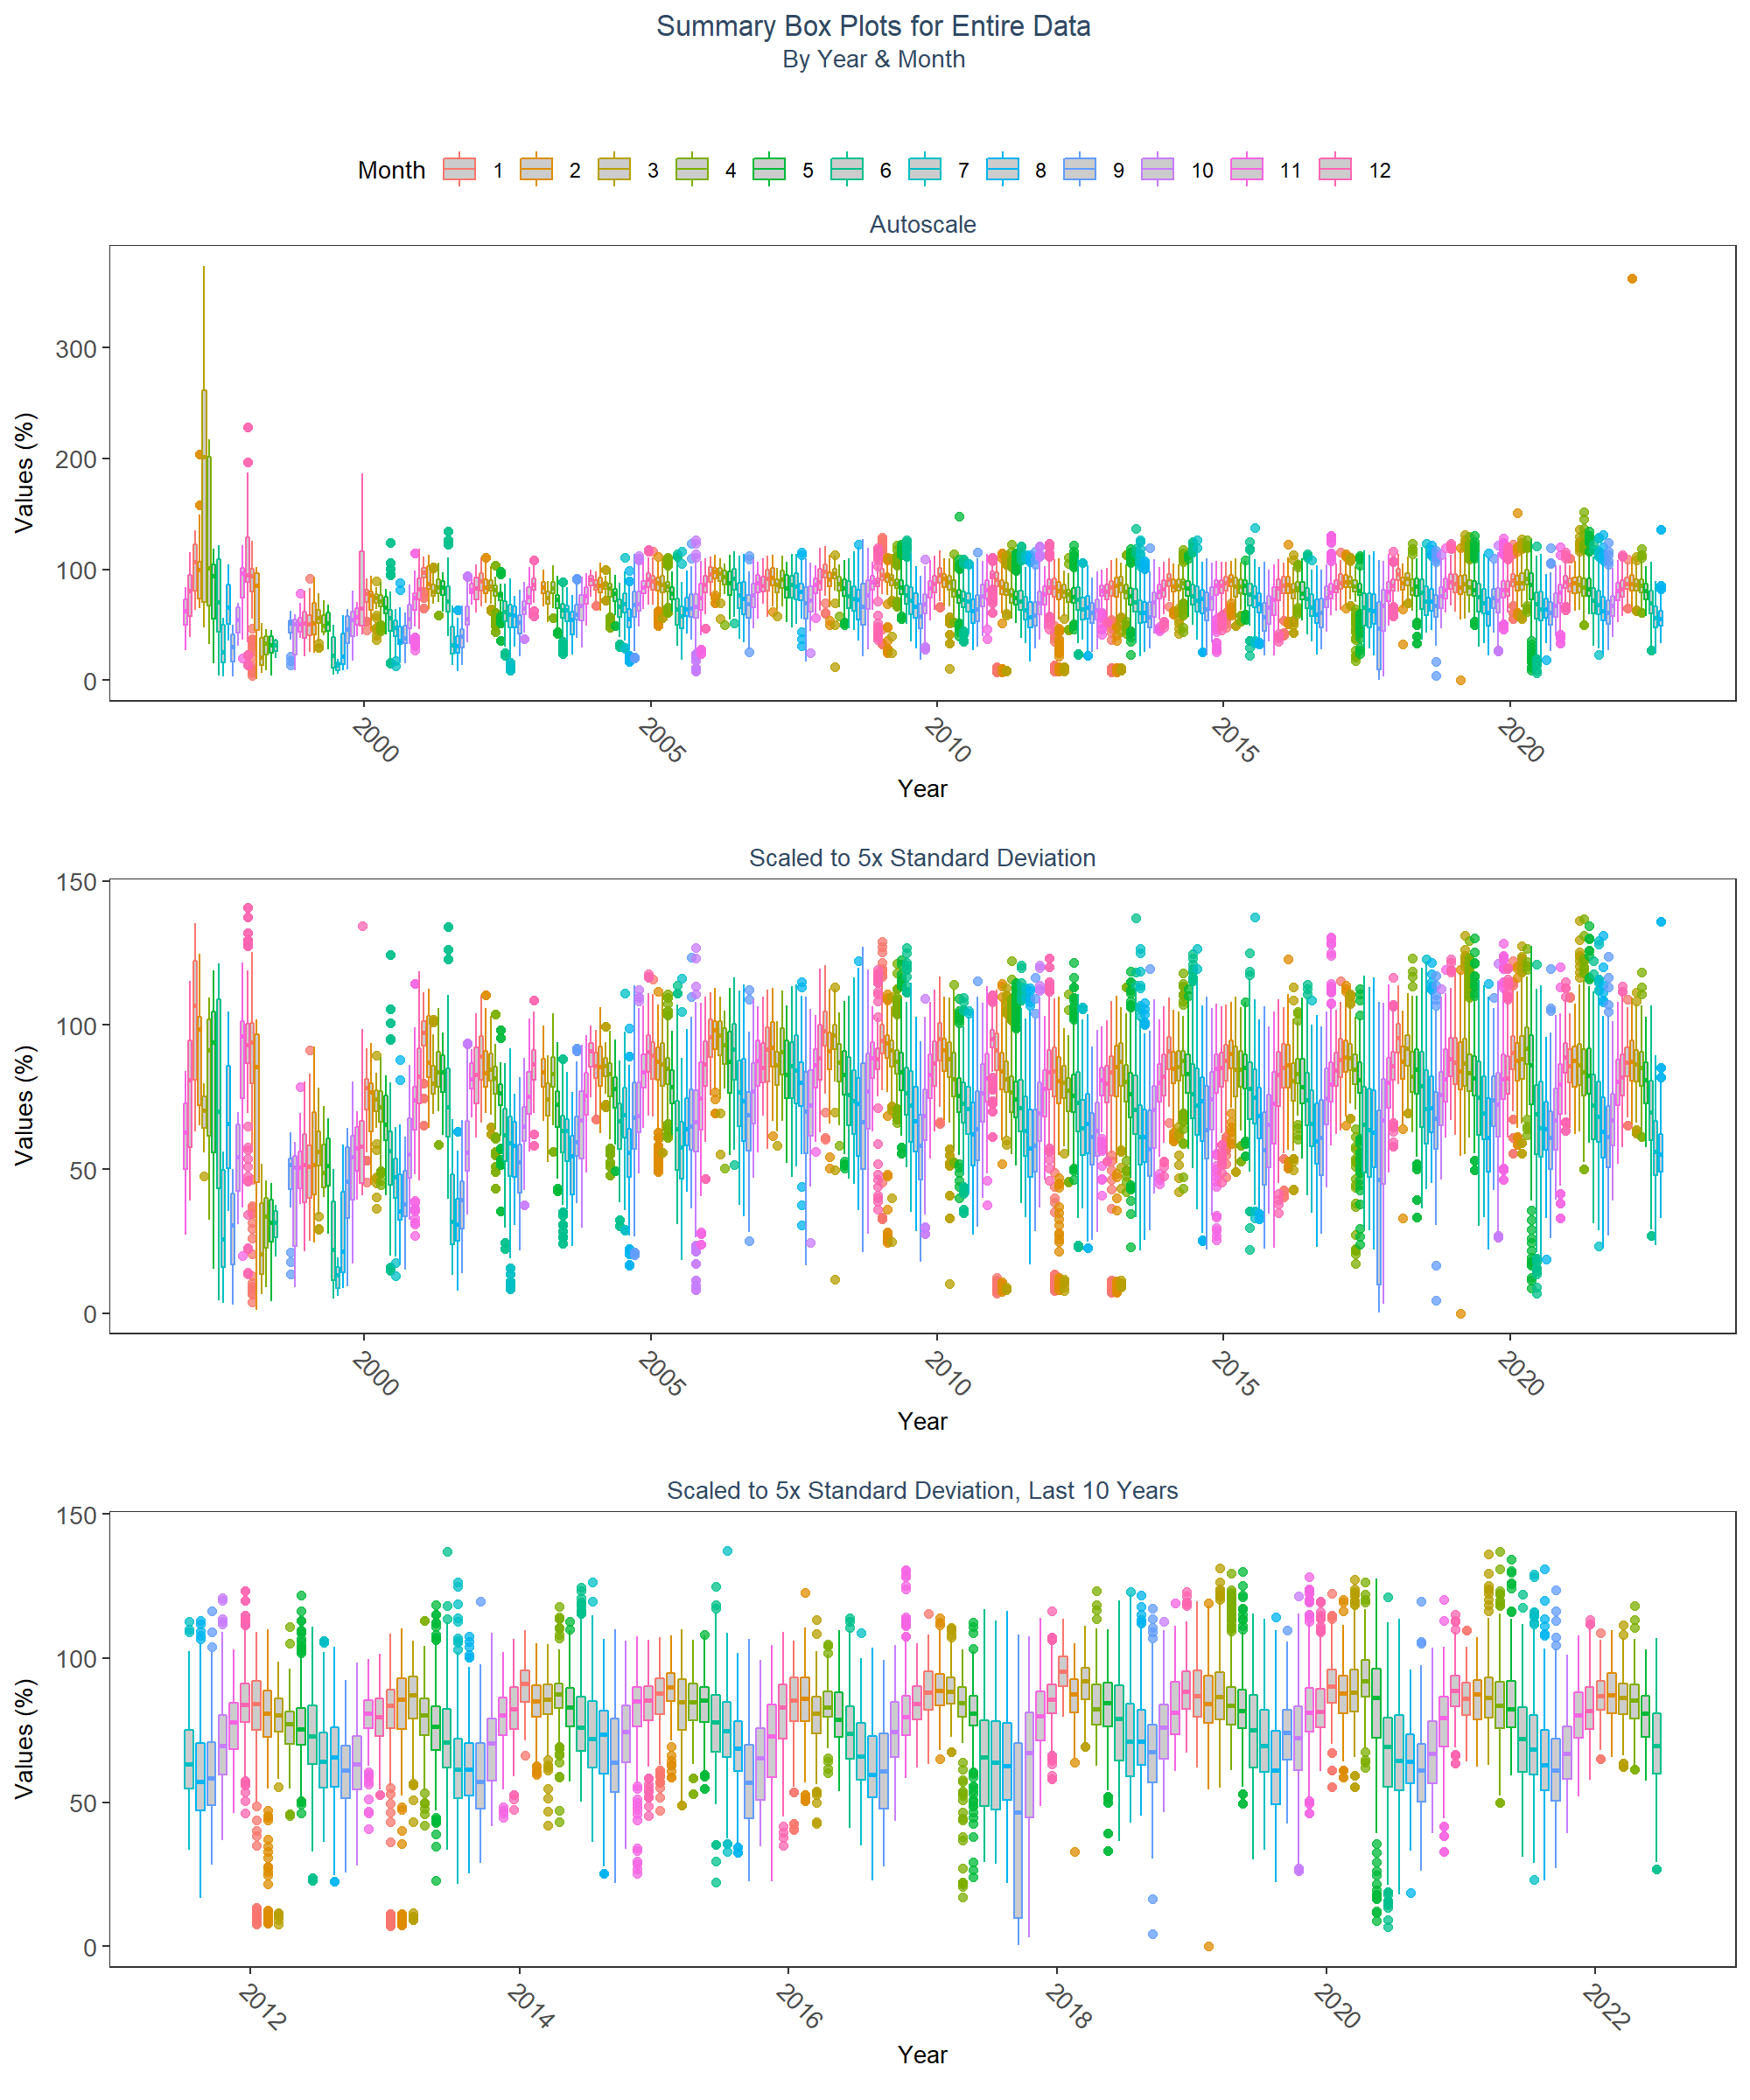 Summary Box Plots for Entire Data
By Year & Month
Month 1 2 3 4 5 6 7 8 9 10 11 12
Autoscale
Values (%)
300
200
100
0
2000 2005 2010 2015 2020
Year
Scaled to 5x Standard Deviation
Values (%)
150
100
50
0
2000 2005 2010 2015 2020
Year
Scaled to 5x Standard Deviation, Last 10 Years
Values (%)
150
100
50
0
2012 2014 2016 2018 2020 2022
Year